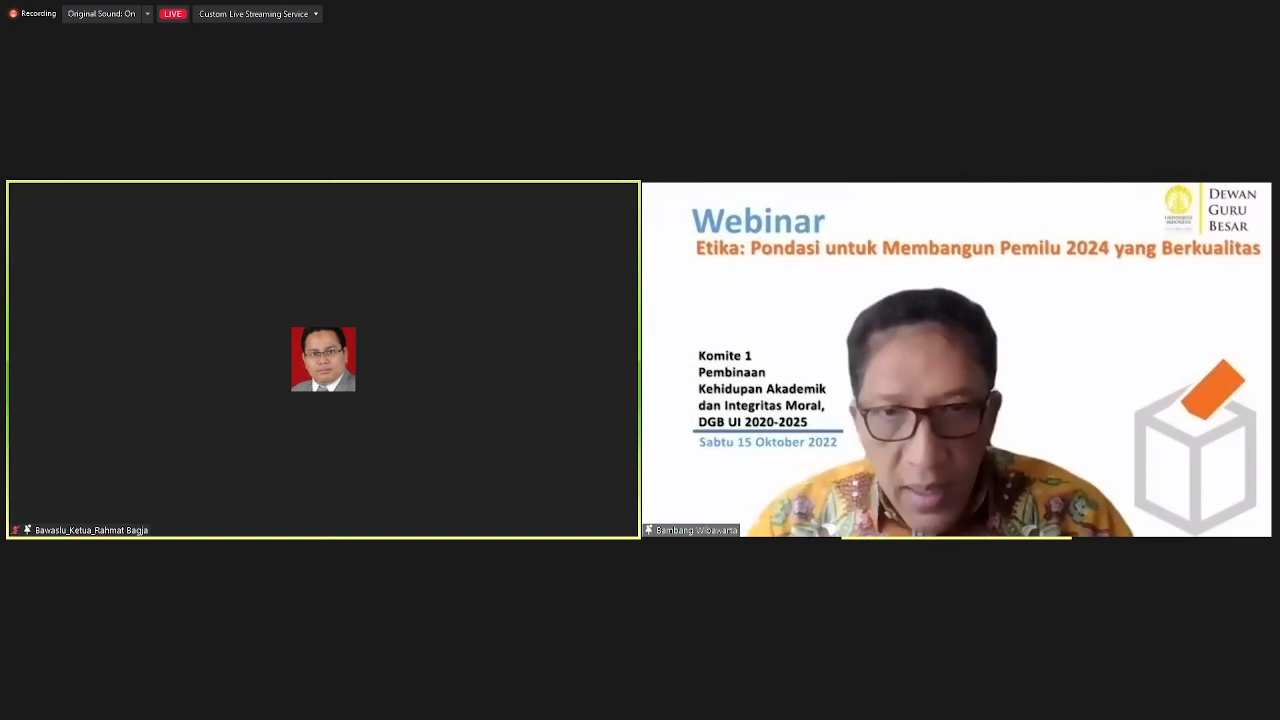 Recording
Original Sound: On
LIVE
Custom Live Streaming Service
Webinar
Etika: Pondasi untuk Membangun Pemilu 2024 yang Berkualitas
UNIVERSITAS
INDONESIA
DEWAN
GURU
BESAR
Komite 1
Pembinaan
Kehidupan Akademik
dan Integritas Moral,
DGB UI 2020-2025
Sabtu 15 Oktober 2022
Bawaslu_Ketua_Rahmat Bagja
Bambang Wibawarta